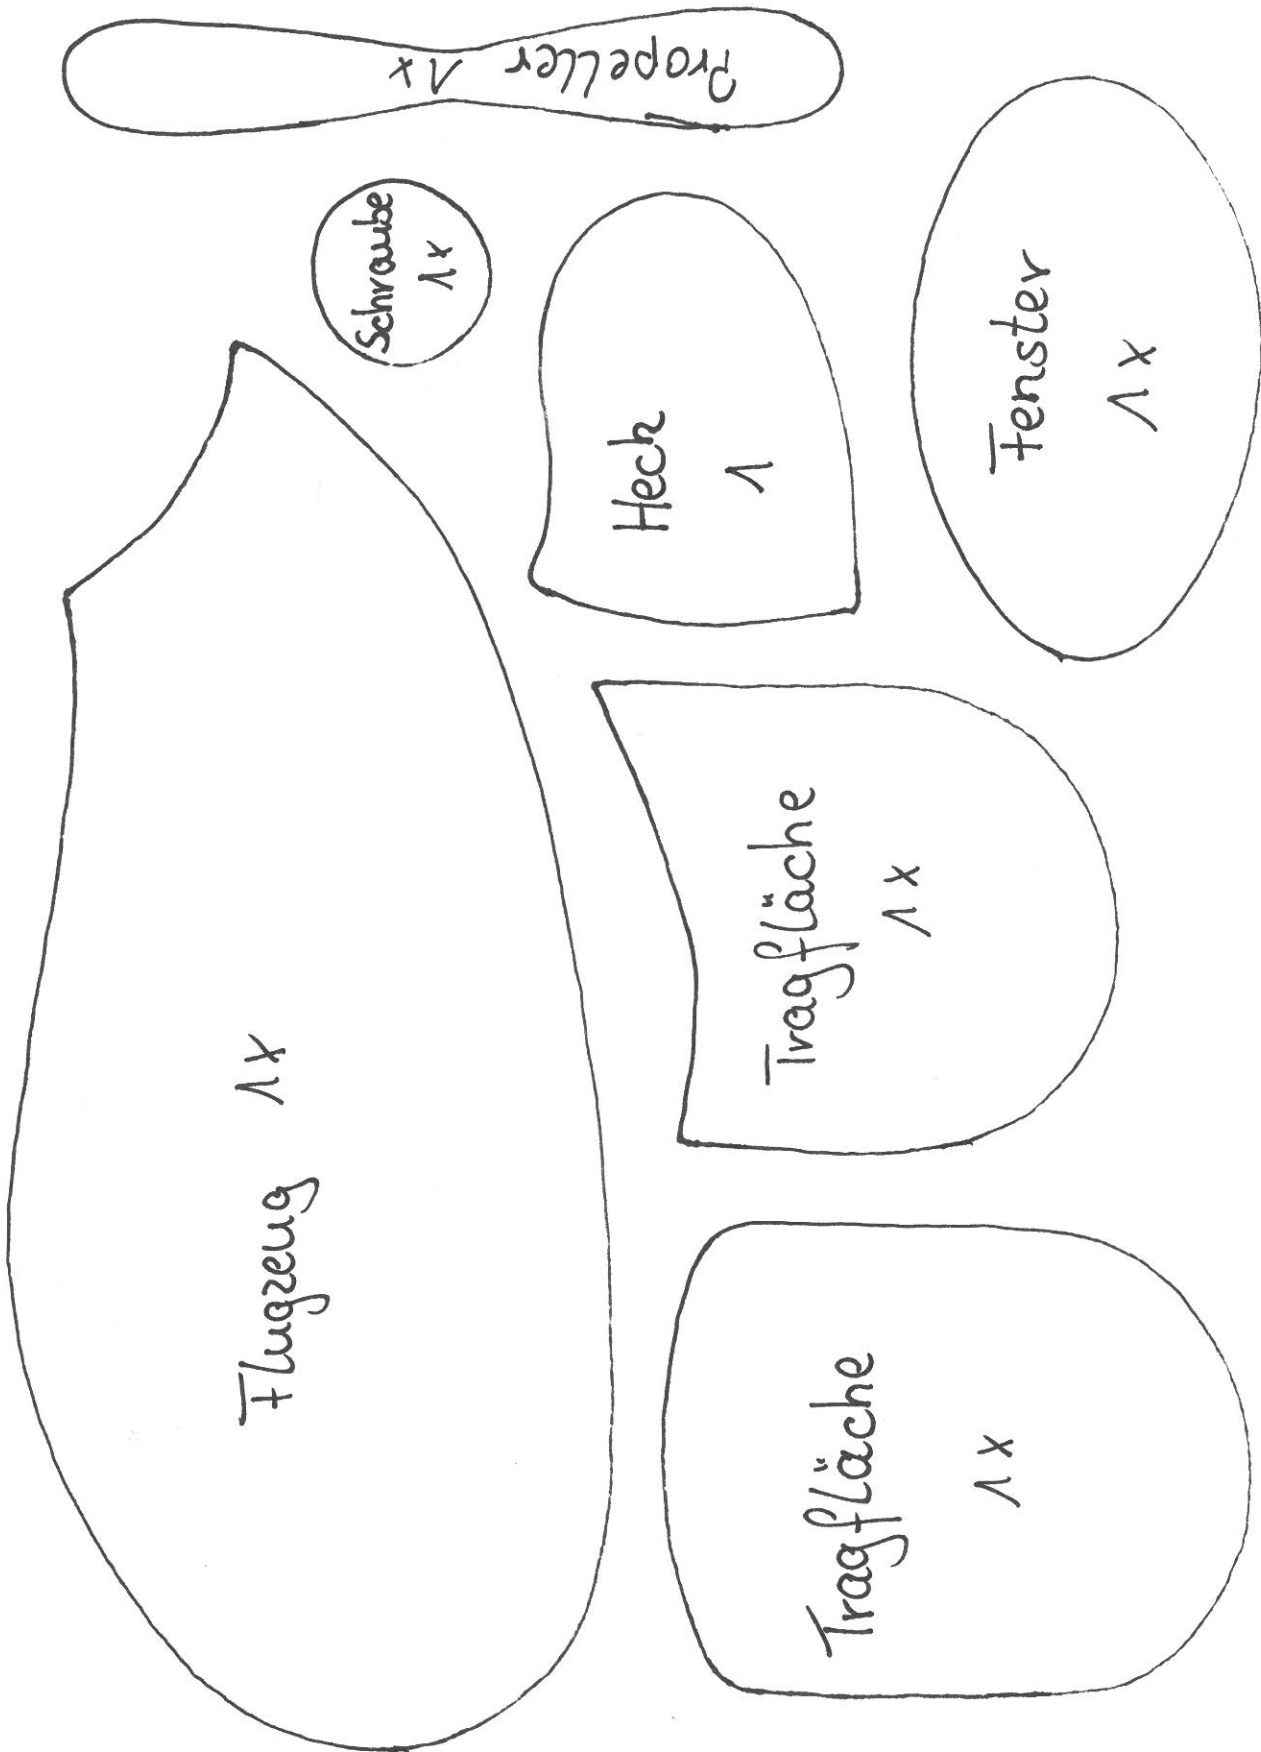 Propeller 1x
Schraube
1x
Heck
1
Fenster
1x
Flugzeug 1x
Tragfläche
1x
Tragfläche
1x